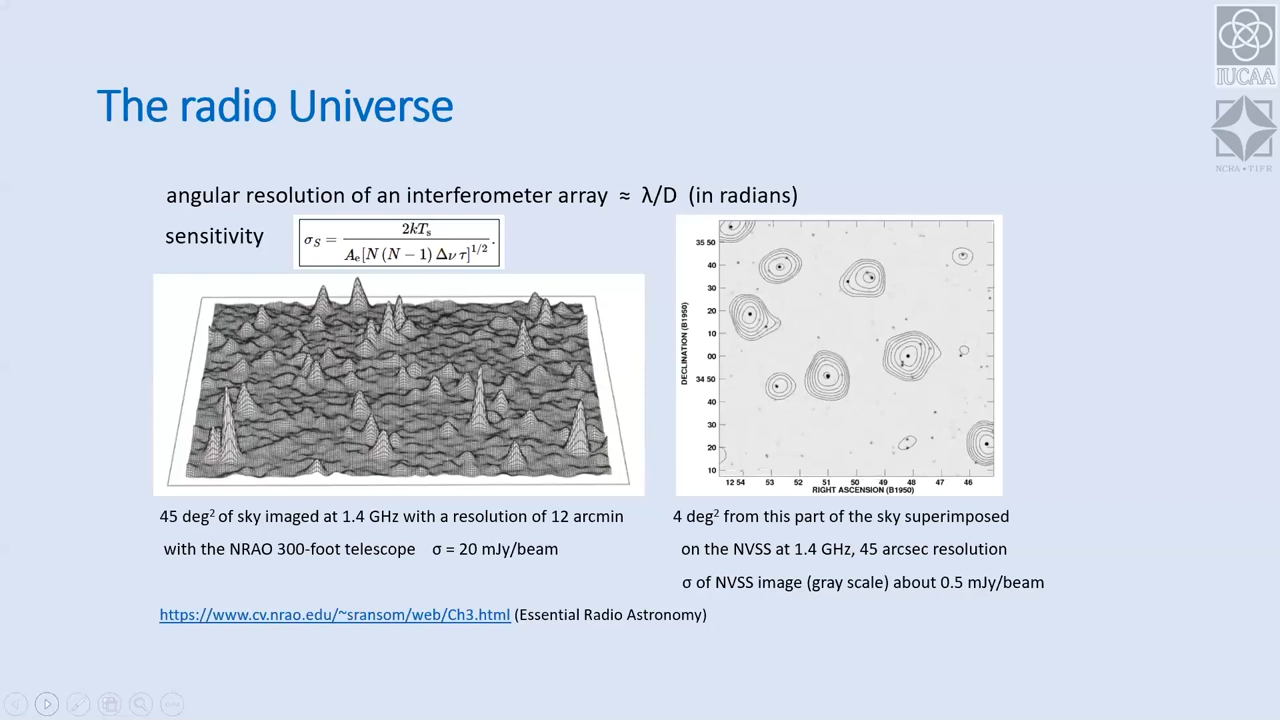 IUCAA
NCRA • TIFR
The radio Universe
angular resolution of an interferometer array ≈ λ/D (in radians)
sensitivity
σ_S = 2kT_s / A_e[N (N − 1) Δν τ]^{1/2}.
DECLINATION (B1950)
35 50
40
30
20
10
00
34 50
40
30
20
10
12 54 53 52 51 50 49 48 47 46
RIGHT ASCENSION (B1950)
45 deg² of sky imaged at 1.4 GHz with a resolution of 12 arcmin
with the NRAO 300-foot telescope σ = 20 mJy/beam
4 deg² from this part of the sky superimposed
on the NVSS at 1.4 GHz, 45 arcsec resolution
σ of NVSS image (gray scale) about 0.5 mJy/beam
https://www.cv.nrao.edu/~sransom/web/Ch3.html (Essential Radio Astronomy)